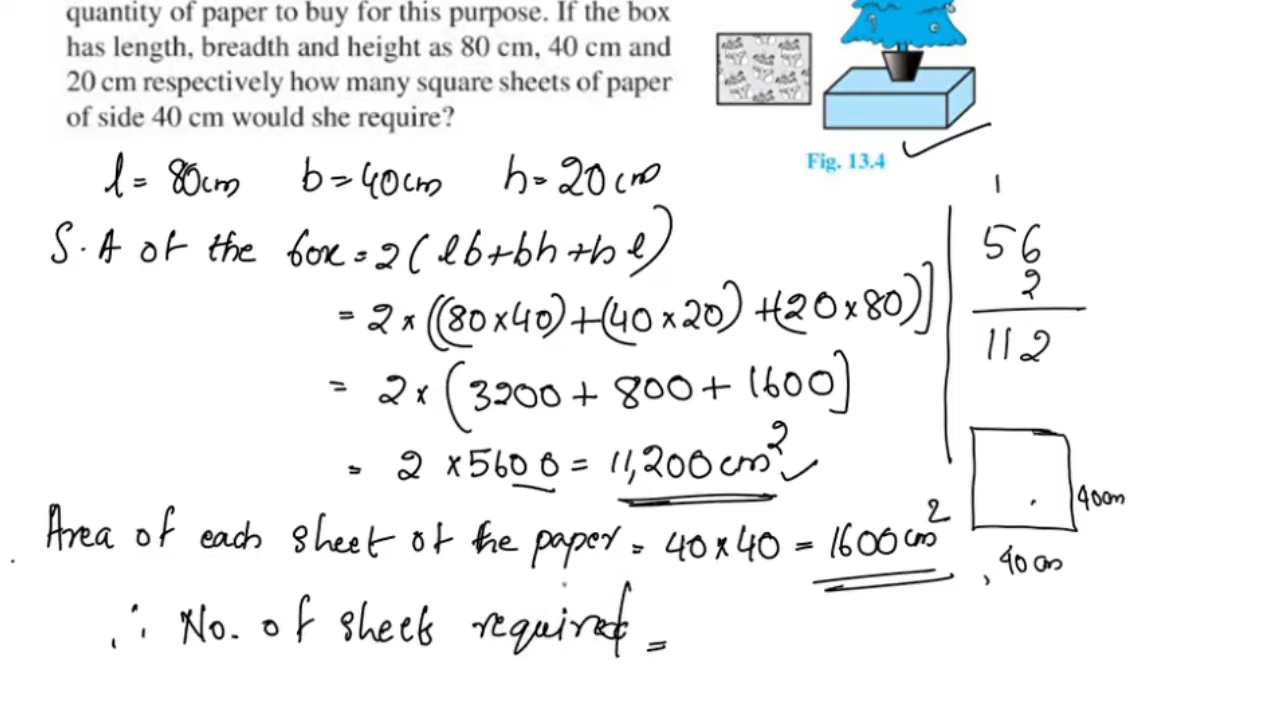 quantity of paper to buy for this purpose. If the box
has length, breadth and height as 80 cm, 40 cm and
20 cm respectively how many square sheets of paper
of side 40 cm would she require?
Fig. 13.4
l = 80cm b = 40cm h = 20cm
S.A of the box = 2(lb+bh+hl)
= 2 × ((80×40)+(40×20)+(20×80)]
= 2 × (3200 + 800 + 1600]
= 2 × 5600 = 11,200 cm²
Area of each sheet of the paper = 40×40 = 1600 cm²
∴ No. of sheets required =
1
56
2
112
40cm
40 cm